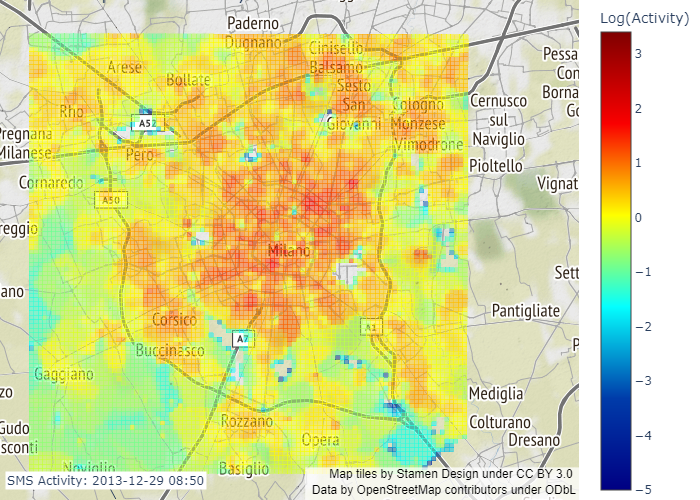 Paderno
Dugnano
Cinisello
Balsamo
Arese
Bollate
Sesto
San
Giovanni
Rho
A52
Pero
Cologno
Monzese
Vimodrone
Cernusco
sul
Naviglio
Pioltello
Pessa
Con
Borna
Go
Pregnana
Milanese
Cornaredo
A50
Vignat
reggio
Milano
Sett
ano
Corsico
Buccinasco
A7
A1
Pantigliate
P
Gaggiano
zo
Mediglia
Gudo
sconti
Rozzano
Opera
Colturano
Dresano
Noviglio
Basiglio
SMS Activity: 2013-12-29 08:50
Map tiles by Stamen Design under CC BY 3.0
Data by OpenStreetMap contributors under ODbL
Log(Activity)
3
2
1
0
−1
−2
−3
−4
−5